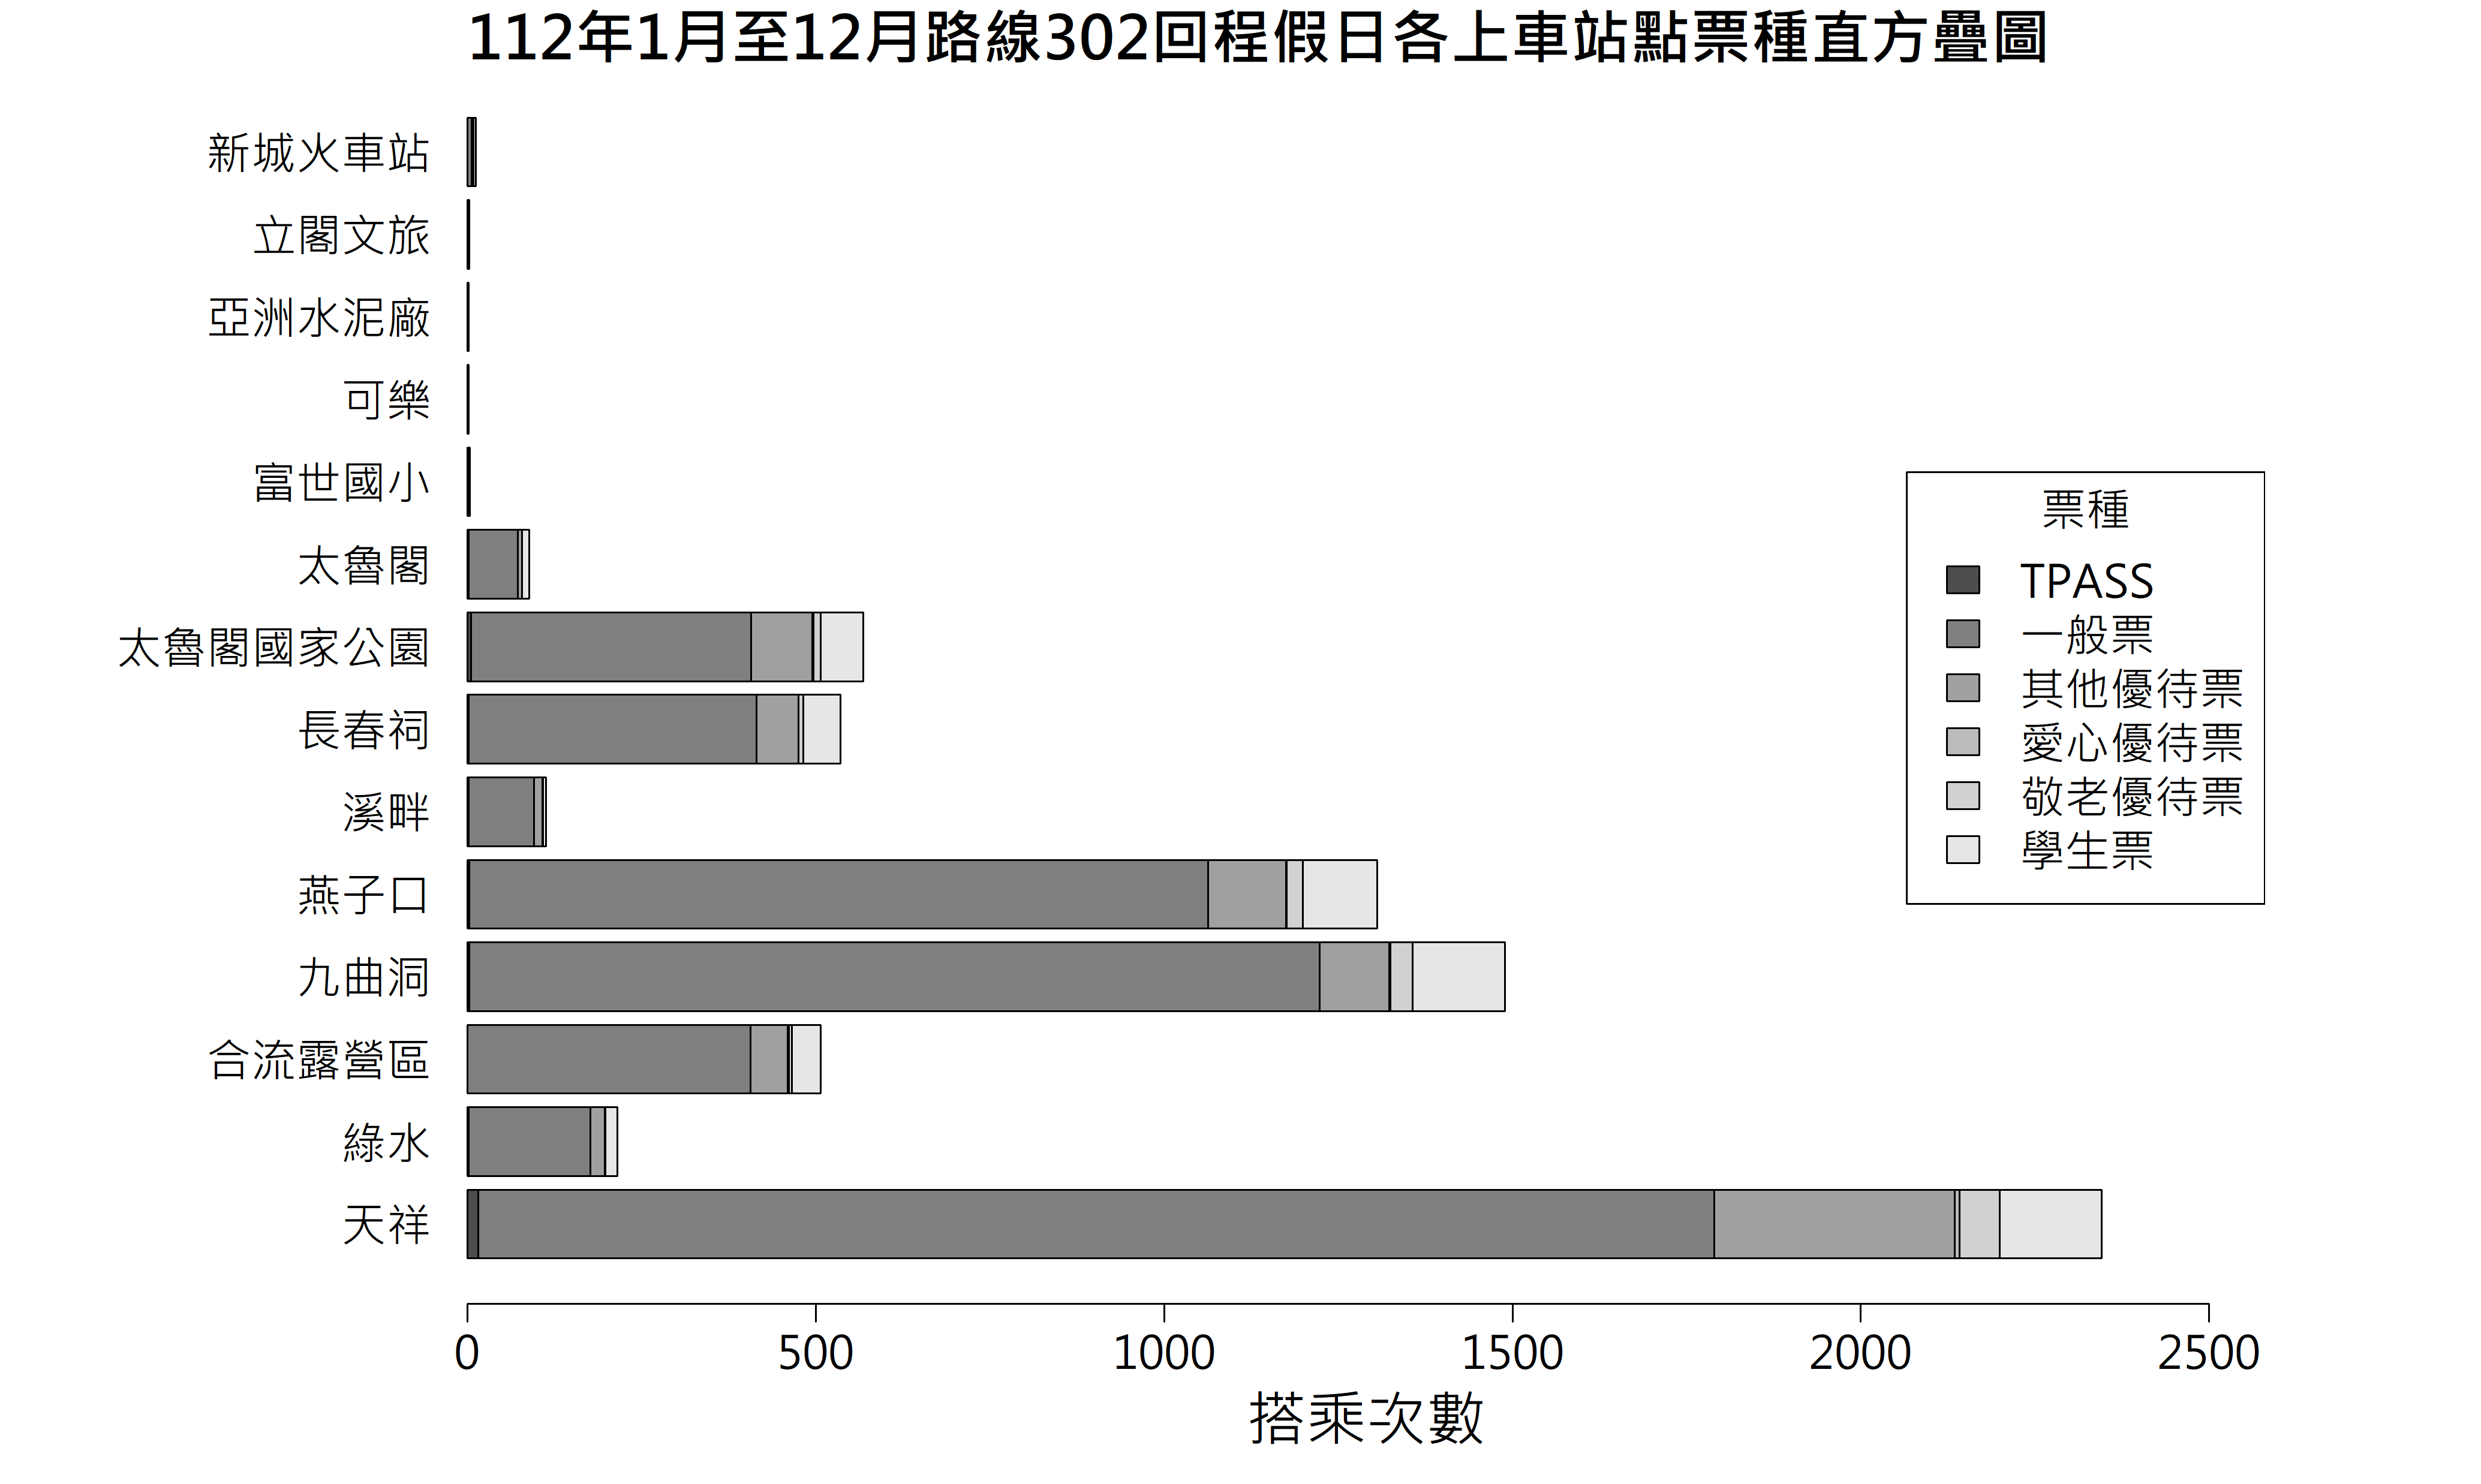 112年1月至12月路線302回程假日各上車站點票種直方疊圖
新城火車站
立閣文旅
亞洲水泥廠
可樂
富世國小
太魯閣
太魯閣國家公園
長春祠
溪畔
燕子口
九曲洞
合流露營區
綠水
天祥
票種
TPASS
一般票
其他優待票
愛心優待票
敬老優待票
學生票
0 500 1000 1500 2000 2500
搭乘次數